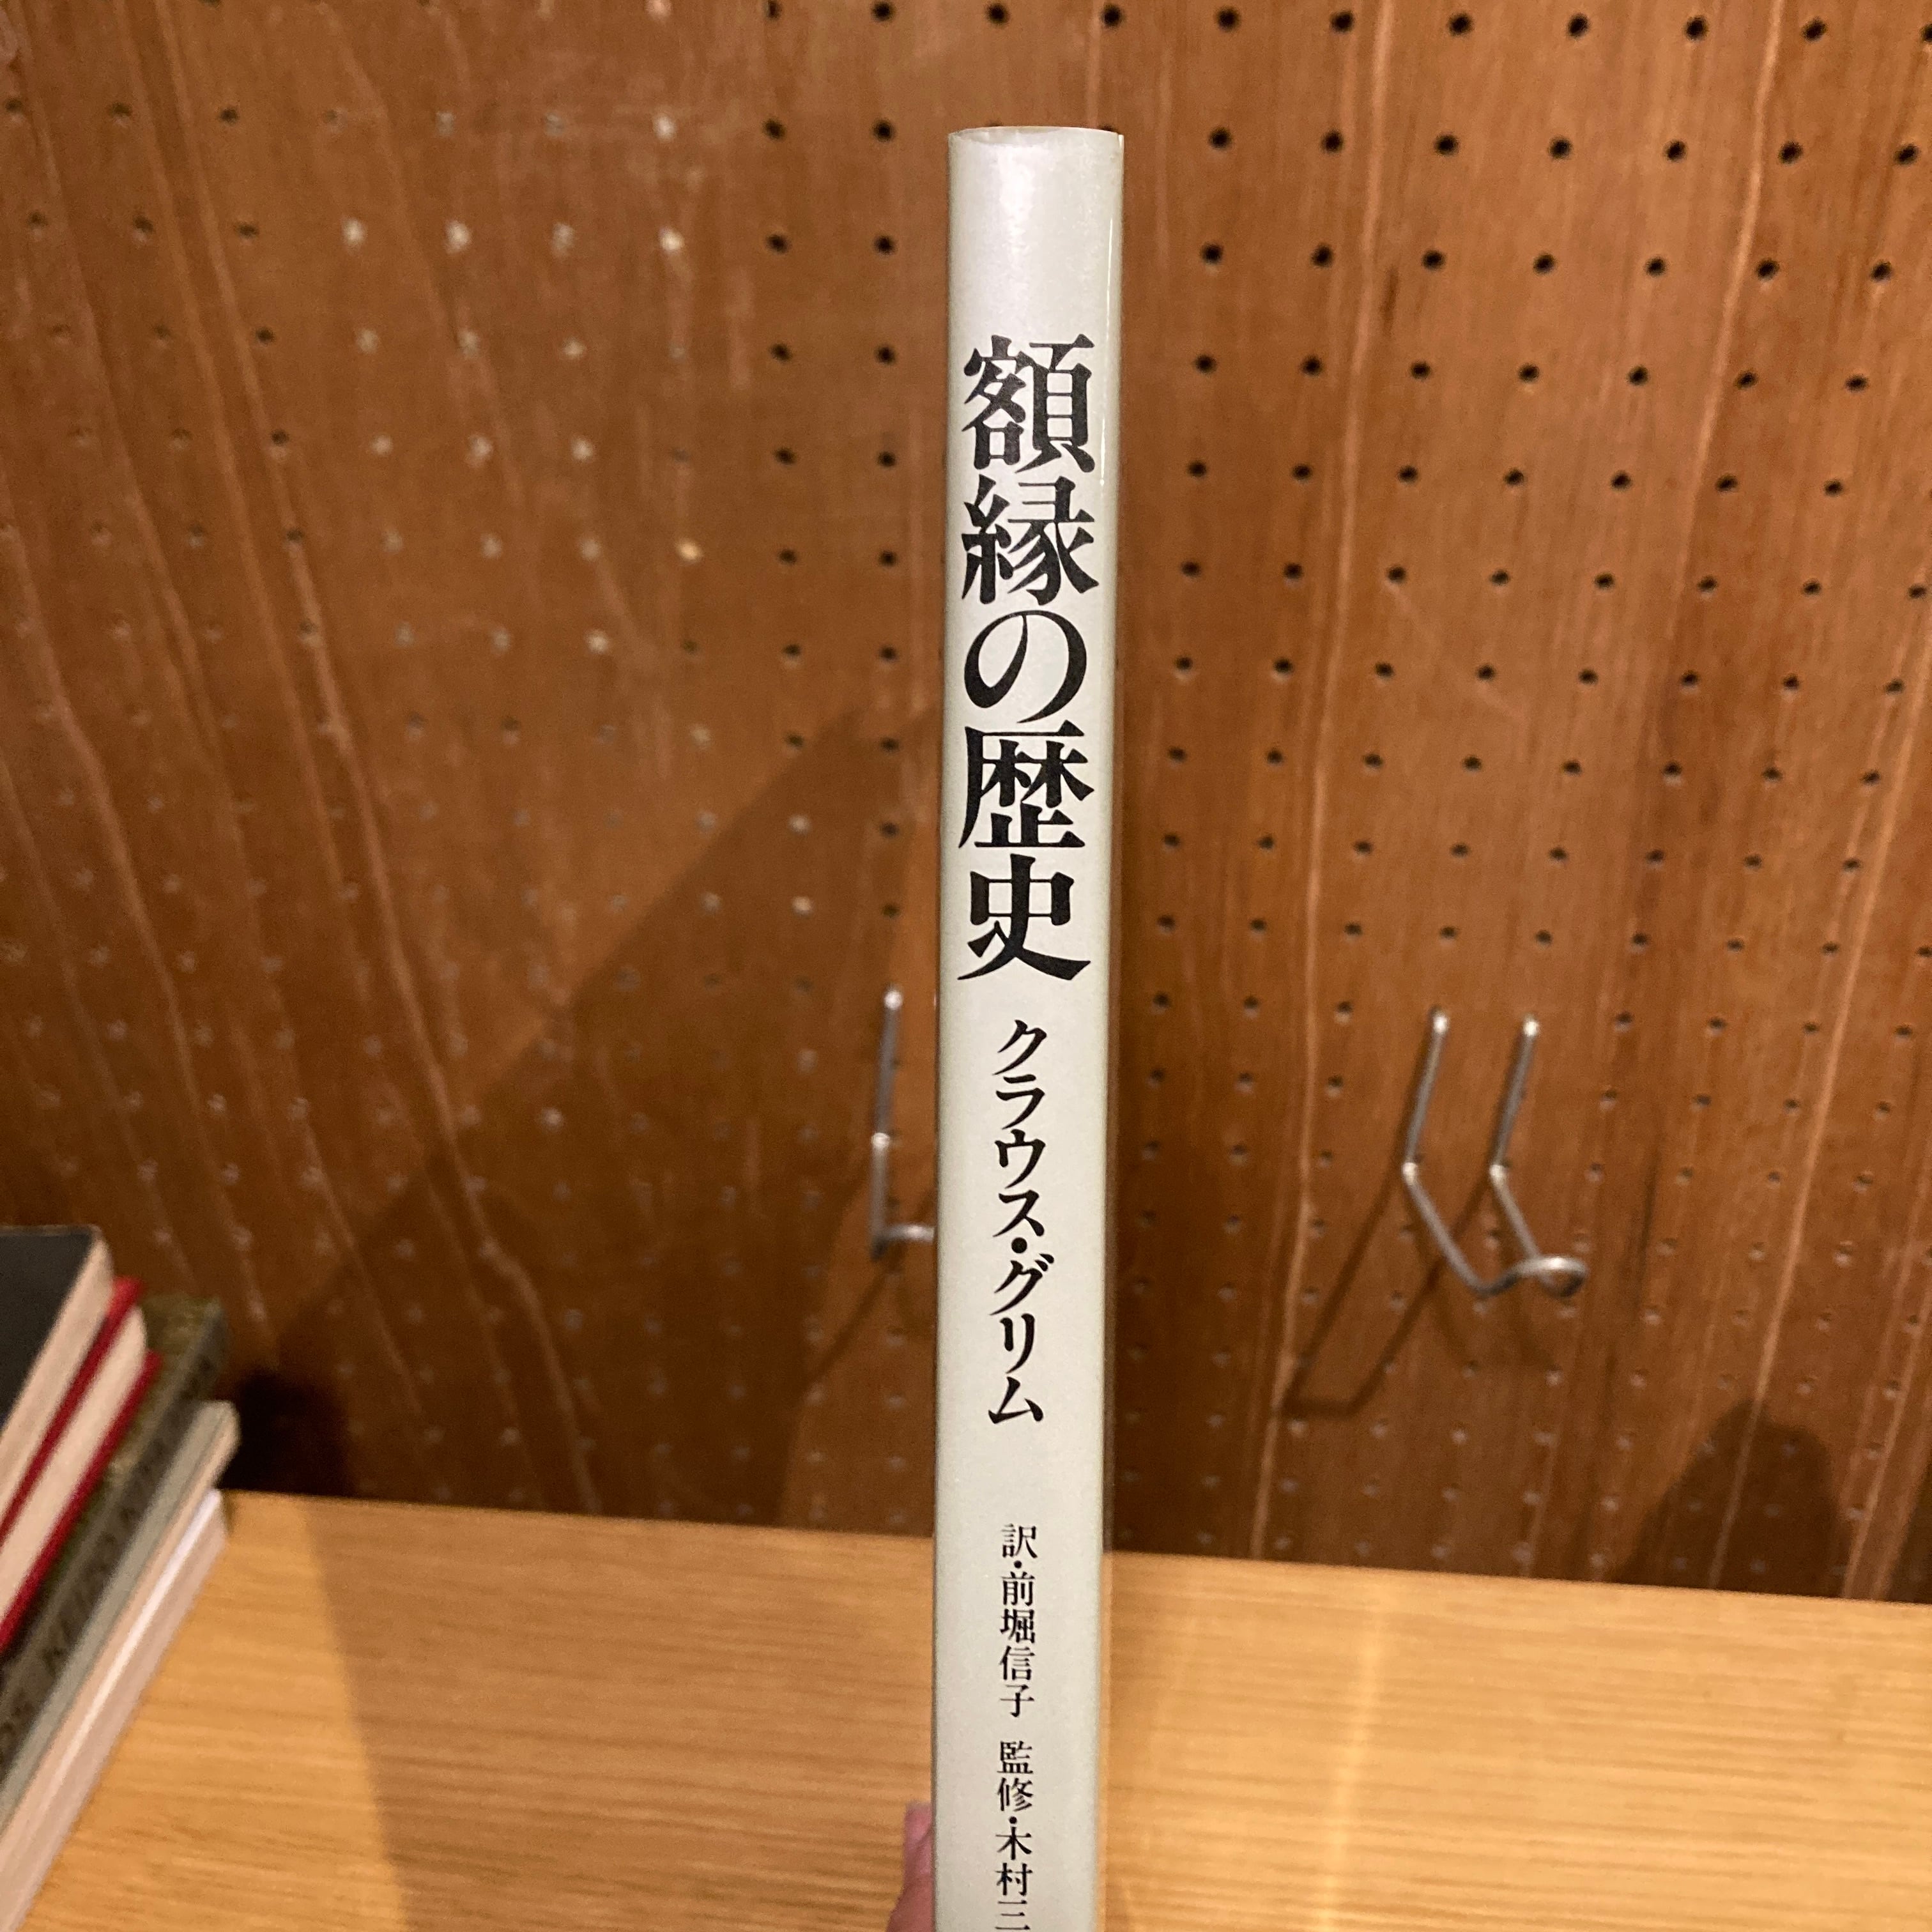 額縁の歴史
クラウス・グリム
訳・前堀信子 監修・木村三